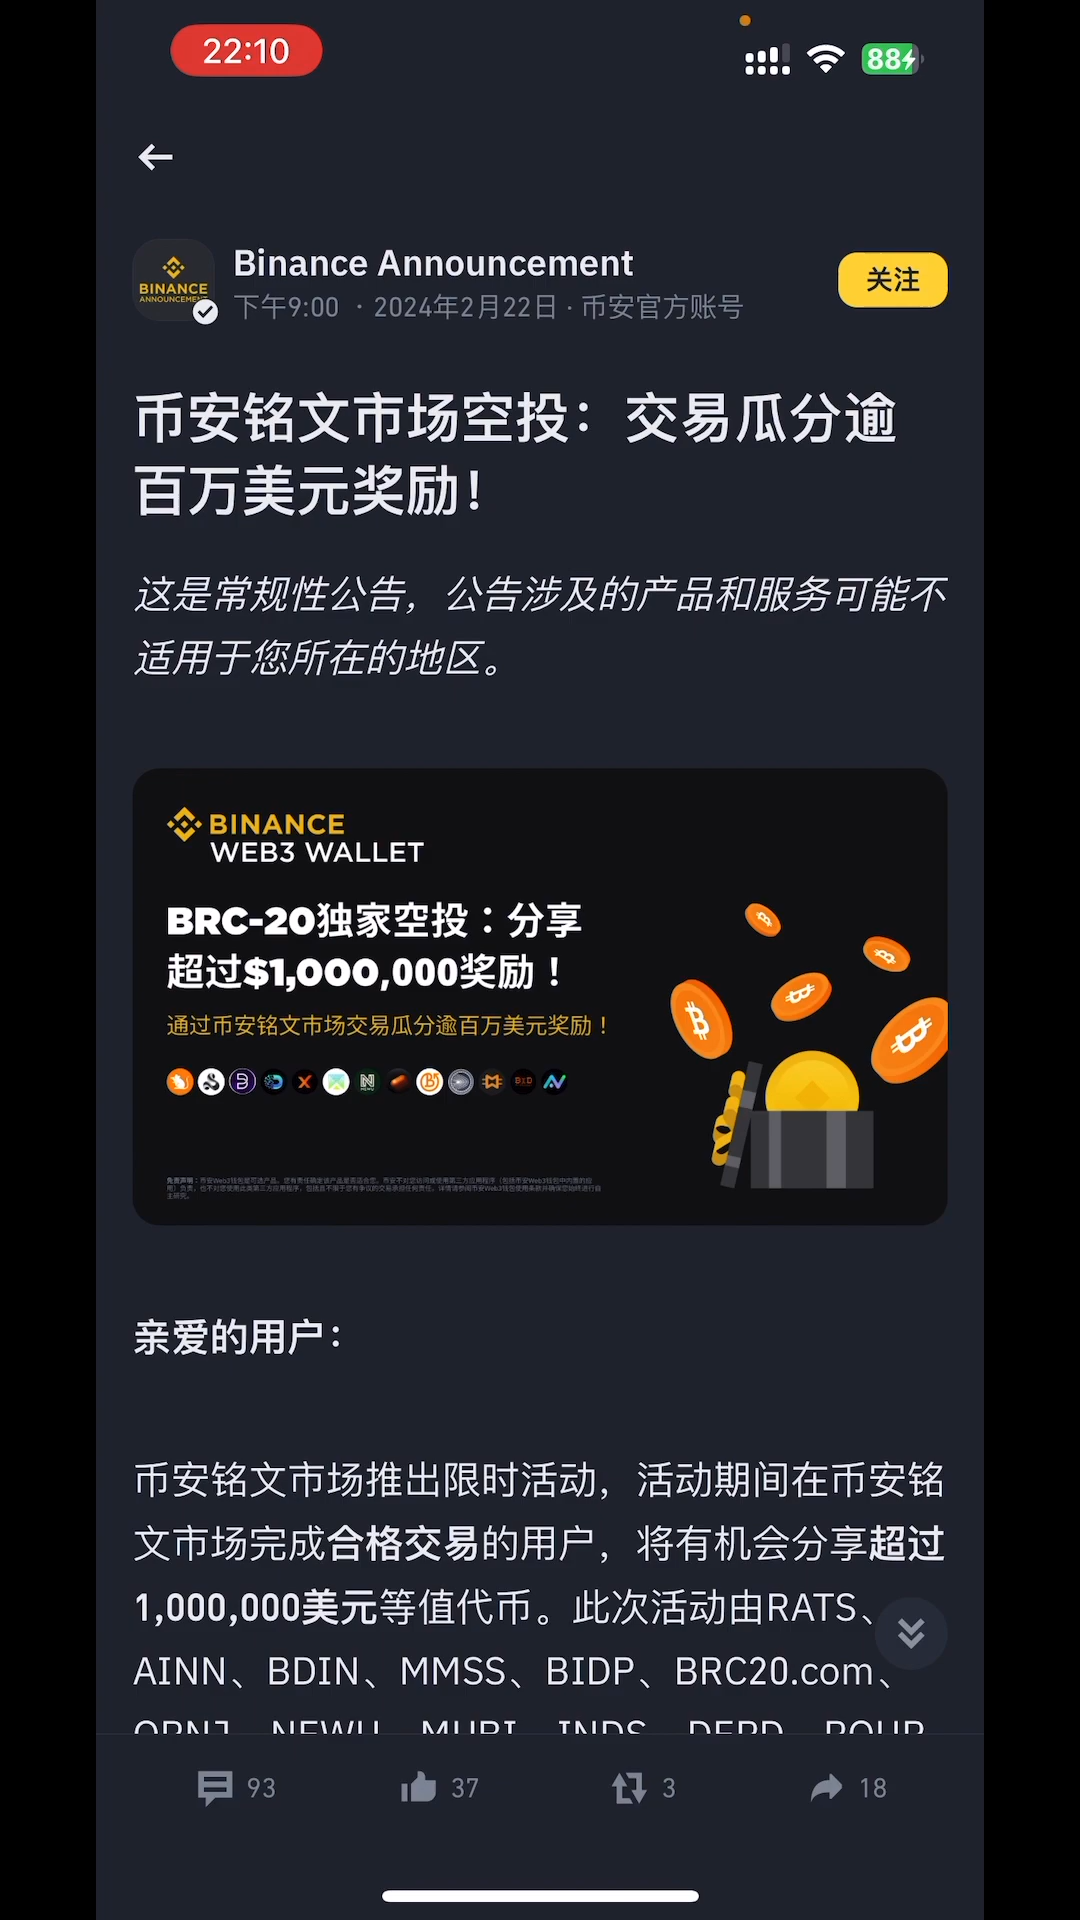 22:10
88
Binance Announcement
下午9:00 · 2024年2月22日 · 币安官方账号
关注
BINANCE
ANNOUNCEMENT
币安铭文市场空投：交易瓜分逾
百万美元奖励！
这是常规性公告，公告涉及的产品和服务可能不
适用于您所在的地区。
BINANCE
WEB3 WALLET
BRC-20独家空投：分享
超过$1,000,000奖励！
通过币安铭文市场交易瓜分逾百万美元奖励！
亲爱的用户：
币安铭文市场推出限时活动，活动期间在币安铭
文市场完成合格交易的用户，将有机会分享超过
1,000,000美元等值代币。此次活动由RATS、
AINN、BDIN、MMSS、BIDP、BRC20.com、
93
37
3
18